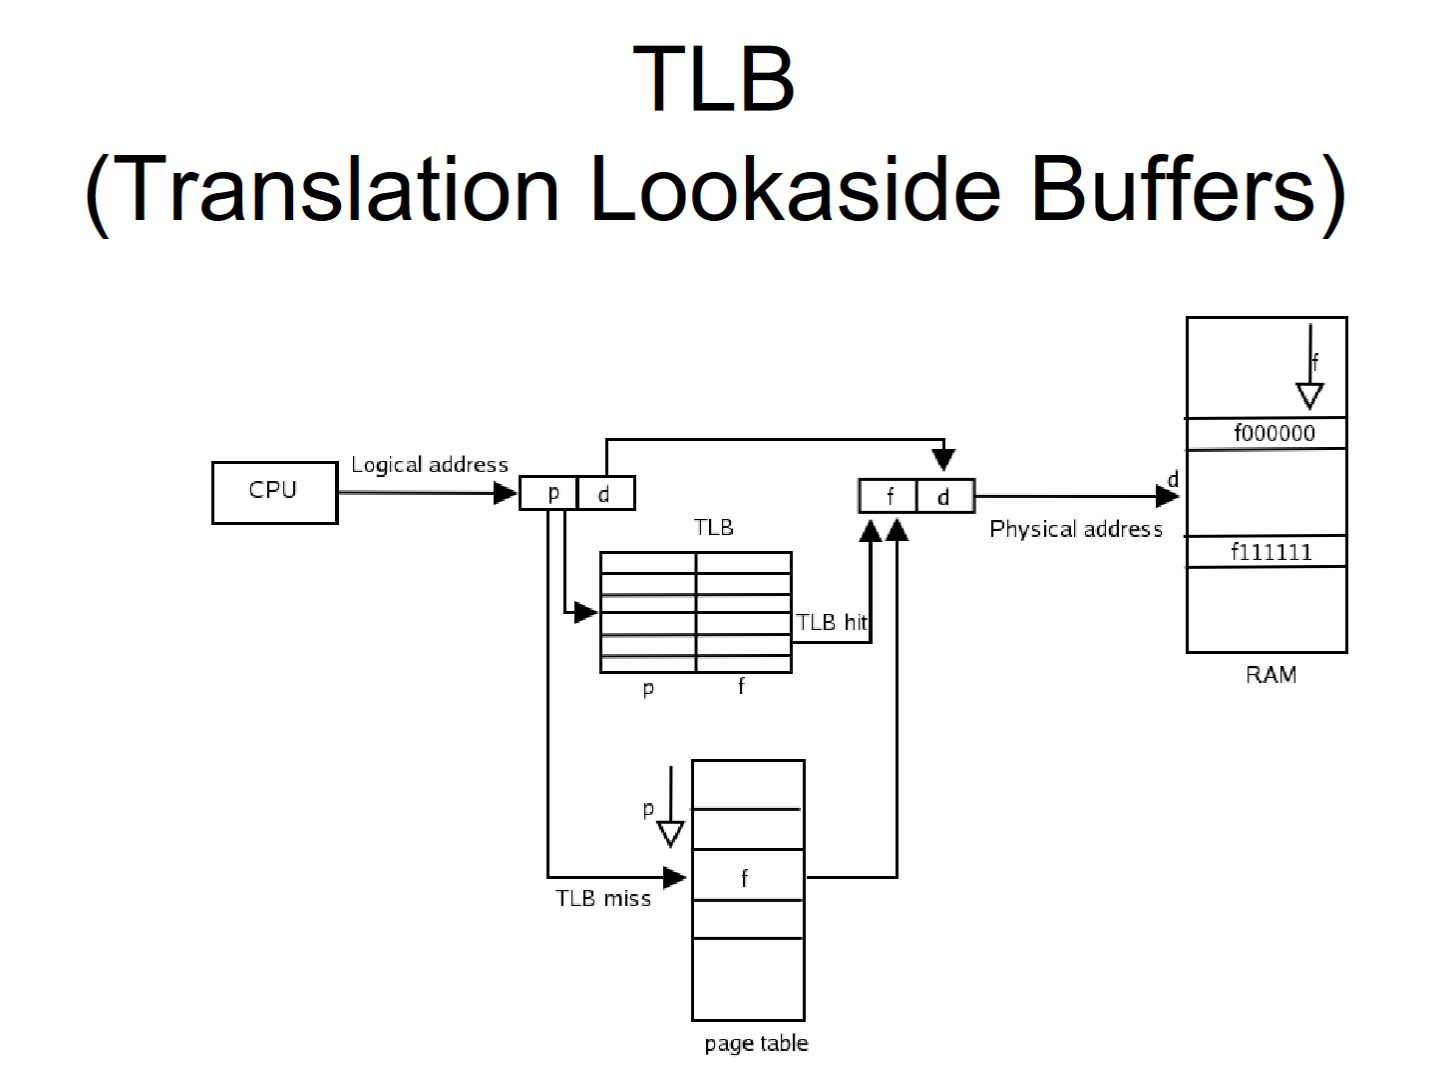 TLB
(Translation Lookaside Buffers)
f
f000000
Logical address
CPU
p d
f d
d
Physical address
TLB
f111111
TLB hit
RAM
p f
p
f
TLB miss
page table